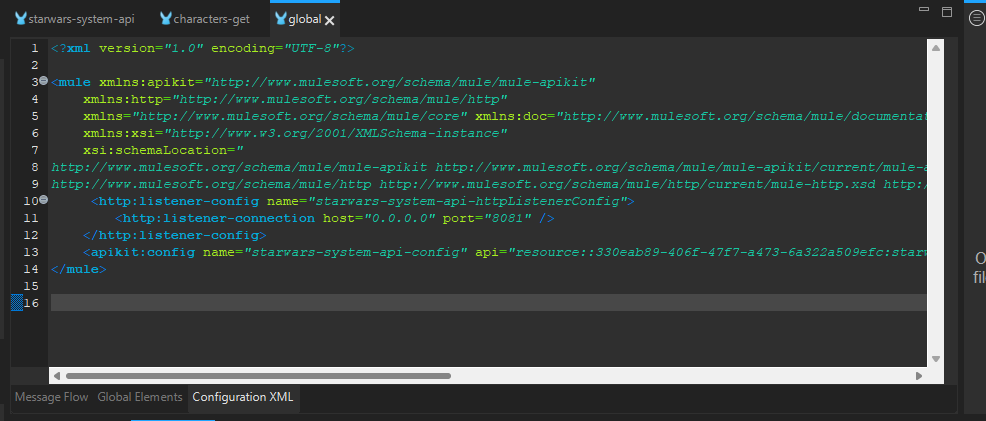 starwars-system-api characters-get global
1 <?xml version="1.0" encoding="UTF-8"?>
2
3 <mule xmlns:apikit="http://www.mulesoft.org/schema/mule/mule-apikit"
4 xmlns:http="http://www.mulesoft.org/schema/mule/http"
5 xmlns="http://www.mulesoft.org/schema/mule/core" xmlns:doc="http://www.mulesoft.org/schema/mule/documentat
6 xmlns:xsi="http://www.w3.org/2001/XMLSchema-instance"
7 xsi:schemaLocation="
8 http://www.mulesoft.org/schema/mule/mule-apikit http://www.mulesoft.org/schema/mule/mule-apikit/current/mule-a
9 http://www.mulesoft.org/schema/mule/http http://www.mulesoft.org/schema/mule/http/current/mule-http.xsd http:/
10 <http:listener-config name="starwars-system-api-httpListenerConfig">
11 <http:listener-connection host="0.0.0.0" port="8081" />
12 </http:listener-config>
13 <apikit:config name="starwars-system-api-config" api="resource::330eab89-406f-47f7-a473-6a322a509efc:starw
14 </mule>
15
16
O
fil
Message Flow Global Elements Configuration XML